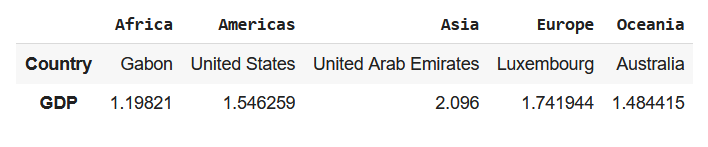 Africa Americas Asia Europe Oceania
Country Gabon United States United Arab Emirates Luxembourg Australia
GDP 1.19821 1.546259 2.096 1.741944 1.484415